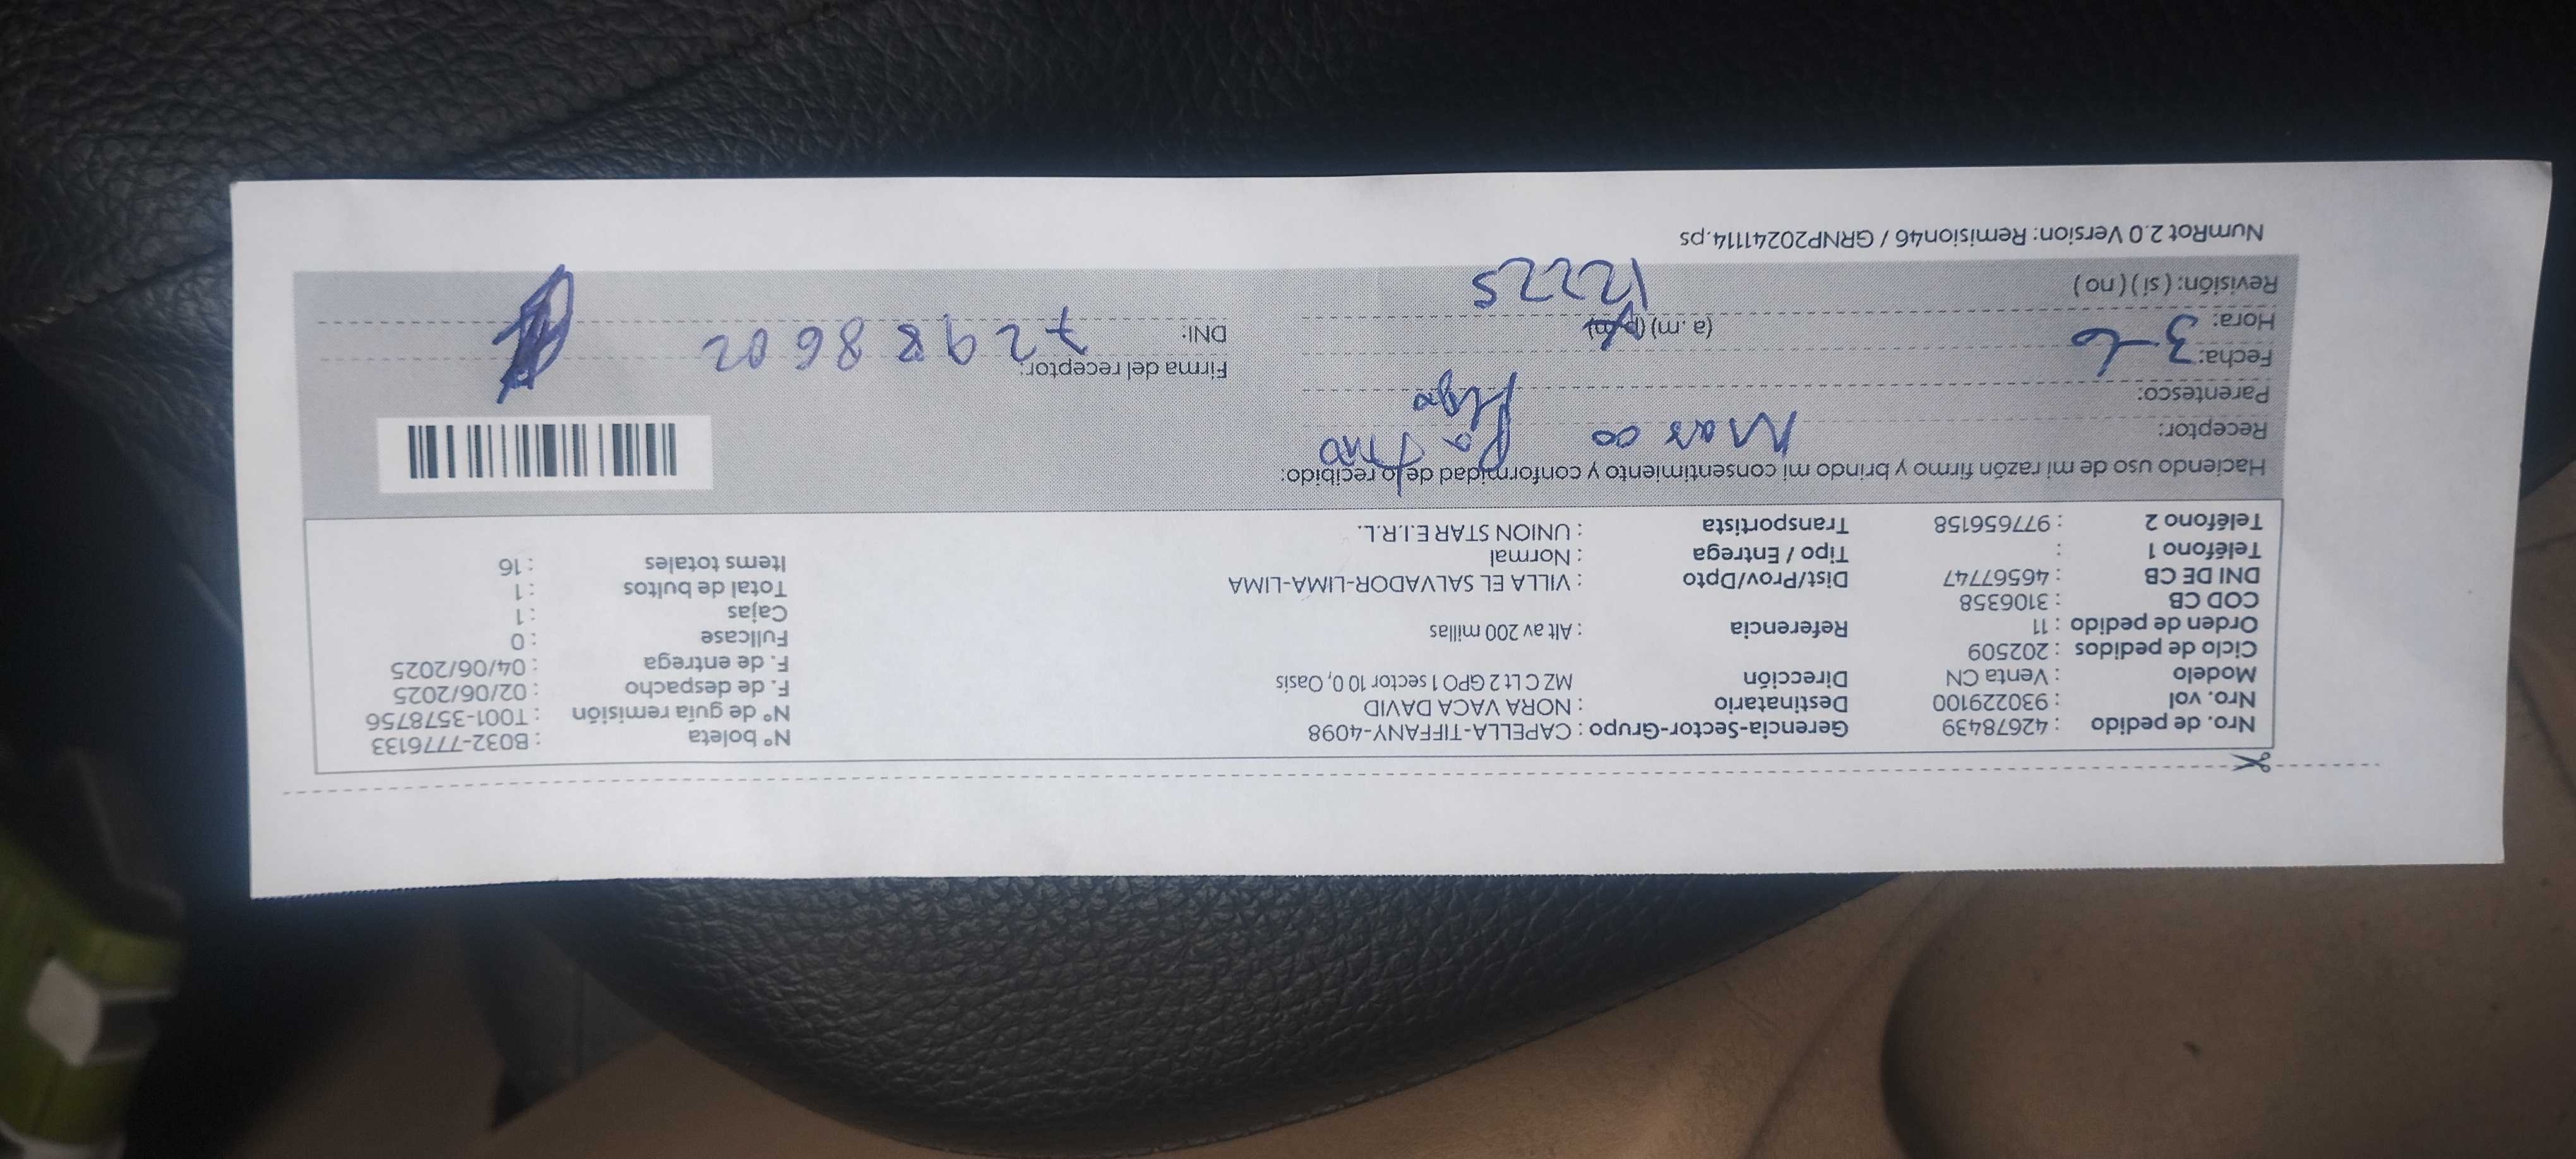 Nro. de pedido : 42678439 Gerencia-Sector-Grupo : CAPELLA-TIFFANY-4098 N° boleta : B032-7776133
Nro. vol : 930229100 Destinatario : NORA VACA DAVID N° de guía remisión : T001-3578756
Modelo : Venta CN Dirección MZ C Lt 2 GPO 1 sector 10 0, Oasis F. de despacho : 02/06/2025
Ciclo de pedidos : 202509 F. de entrega : 04/06/2025
Orden de pedido : 11 Referencia : Alt av 200 millas Fullcase : 0
COD CB : 3106358 Cajas : 1
DNI DE CB : 46567747 Dist/Prov/Dpto : VILLA EL SALVADOR-LIMA-LIMA Total de bultos : 1
Teléfono 1 : Tipo / Entrega : Normal Items totales : 16
Teléfono 2 : 977656158 Transportista : UNION STAR E.I.R.L.
Haciendo uso de mi razón firmo y brindo mi consentimiento y conformidad de lo recibido:
Receptor: Marco
Parentesco:
Fecha: 3-6 Firma del receptor:
Hora: (a. m) (p. m) DNI: 72988602
Revisión: ( si ) ( no ) 12225
NumRot 2.0 Version: Remision46 / GRNP20241114.ps